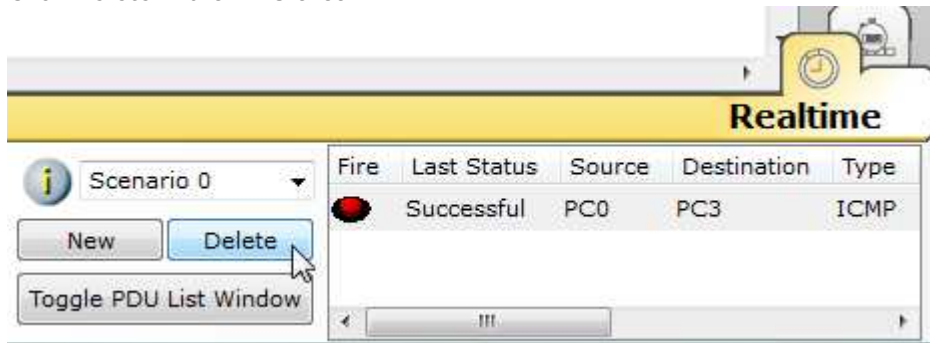 Realtime
Scenario 0
New Delete
Toggle PDU List Window
Fire Last Status Source Destination Type
Successful PC0 PC3 ICMP